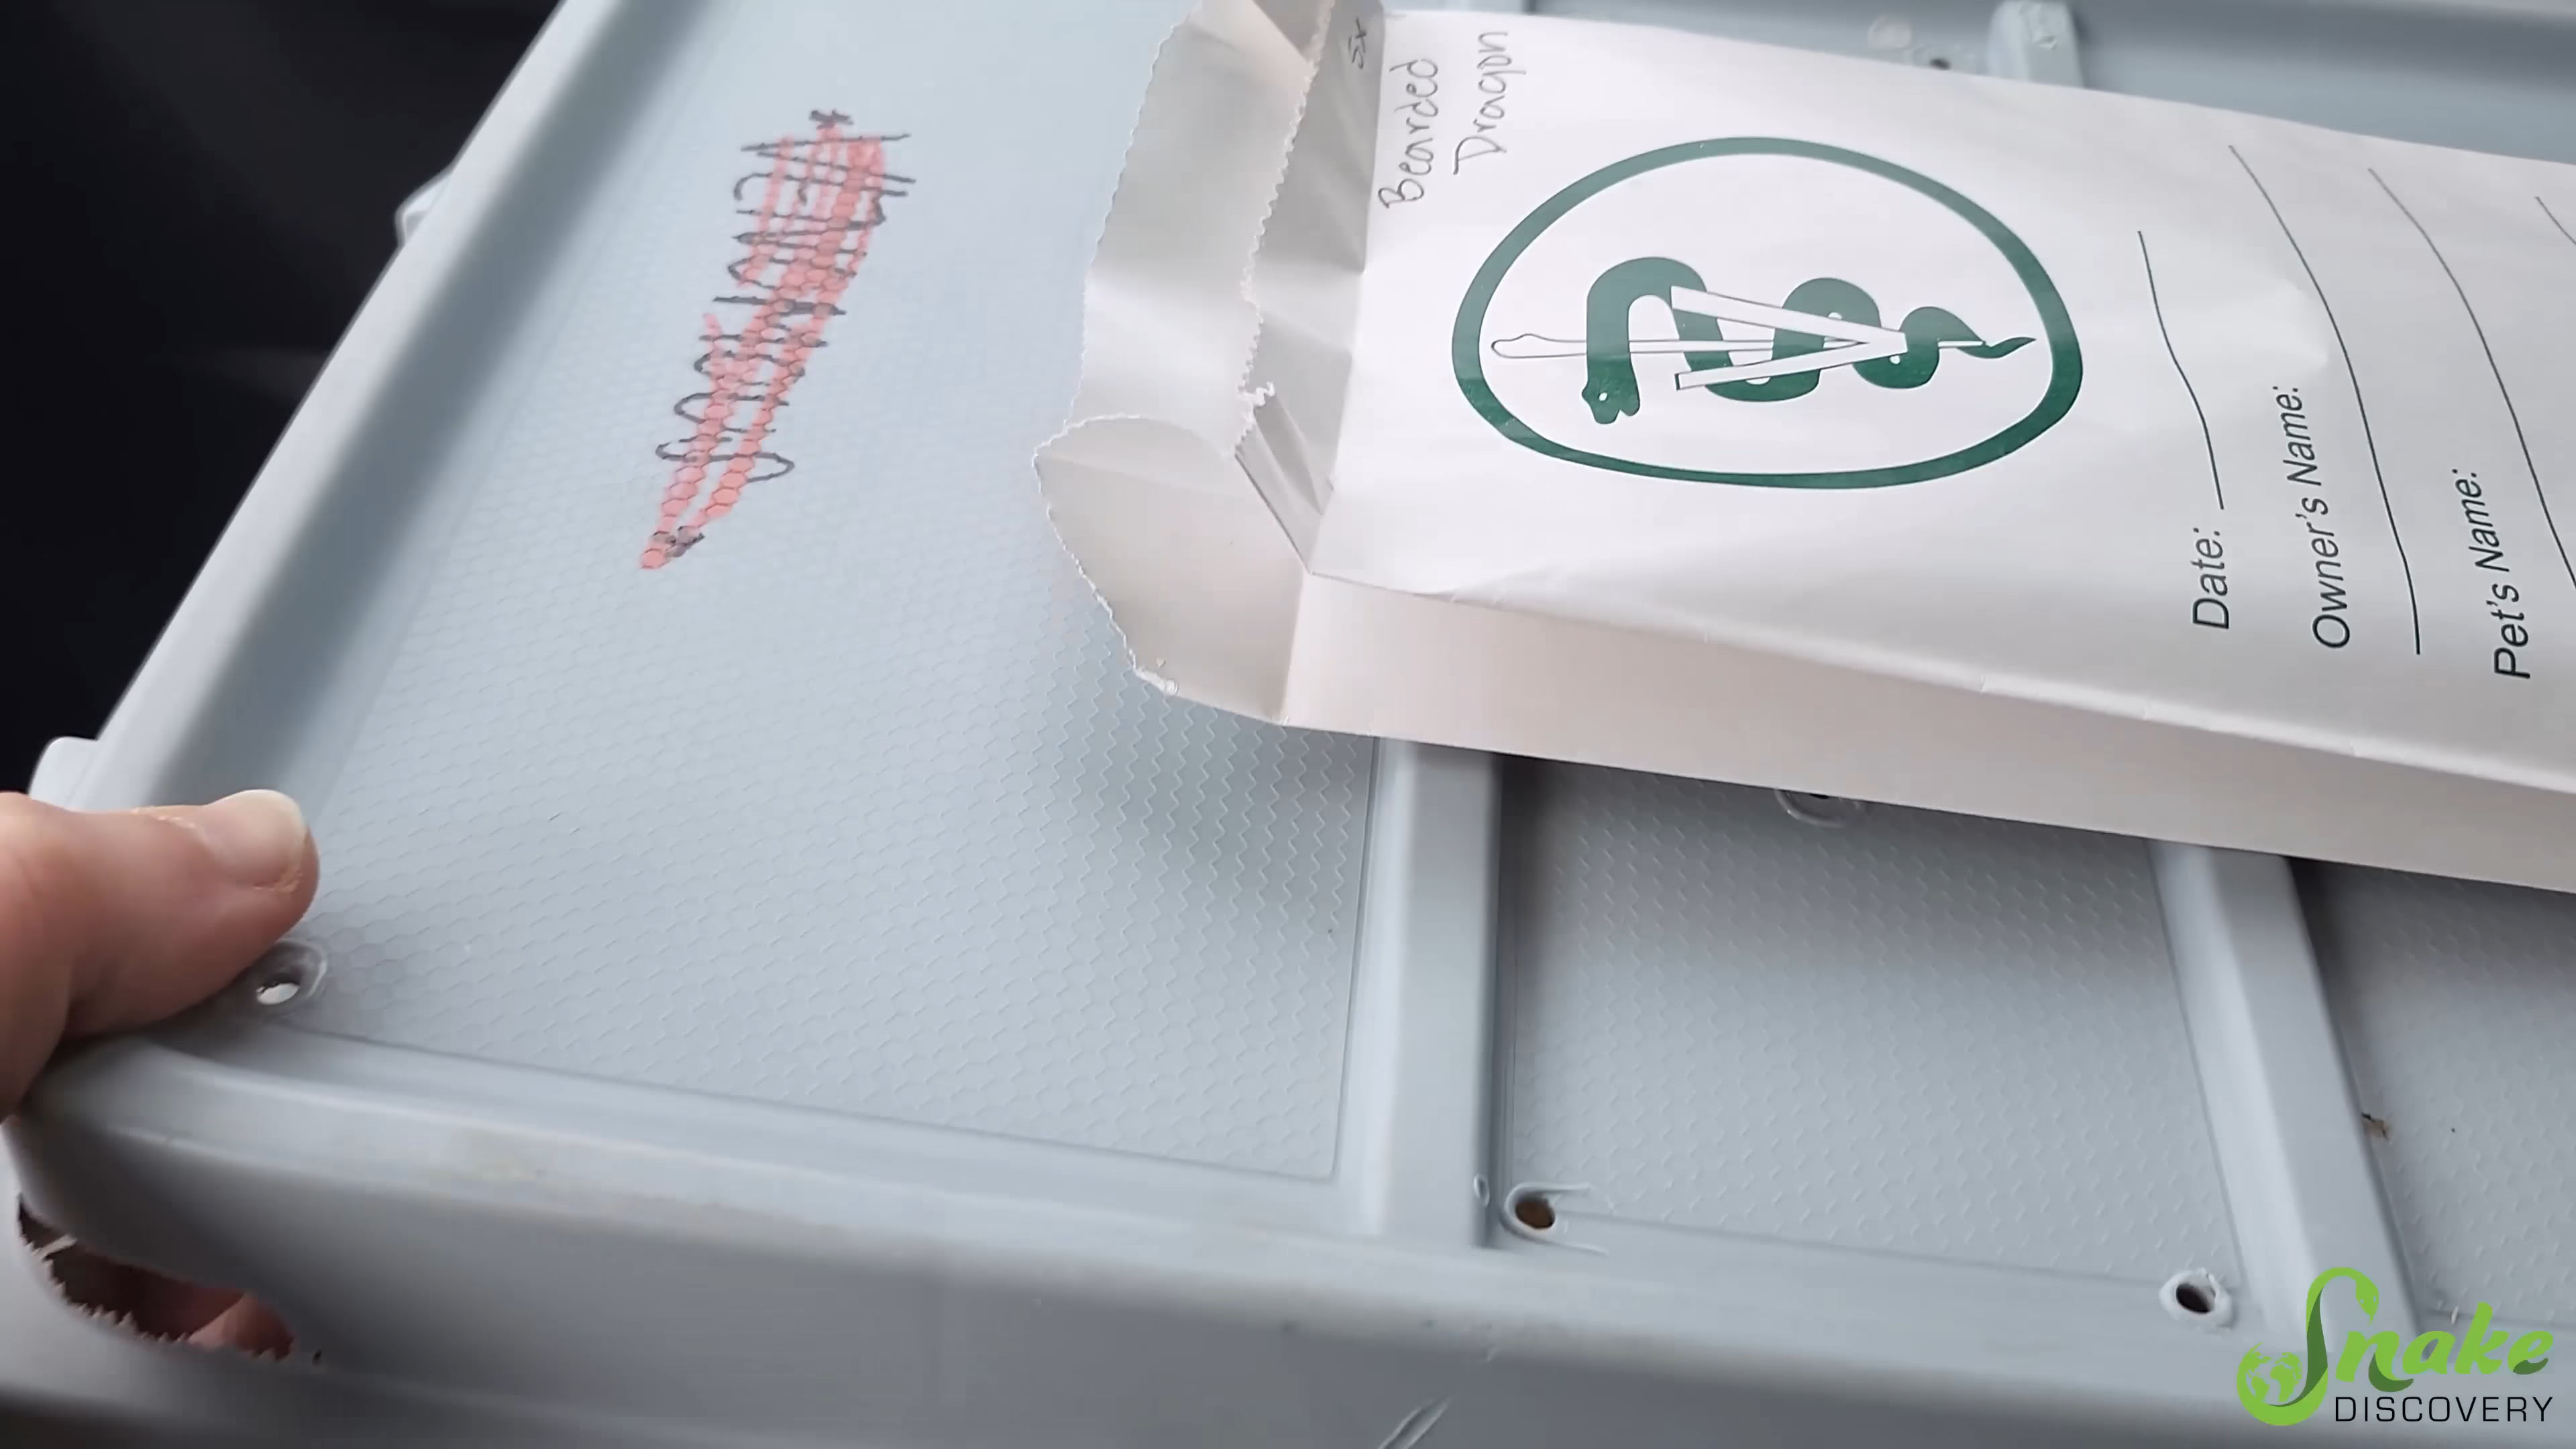 Bearded
Dragon
Date:
Owner's Name:
Pet's Name:
Snake
DISCOVERY